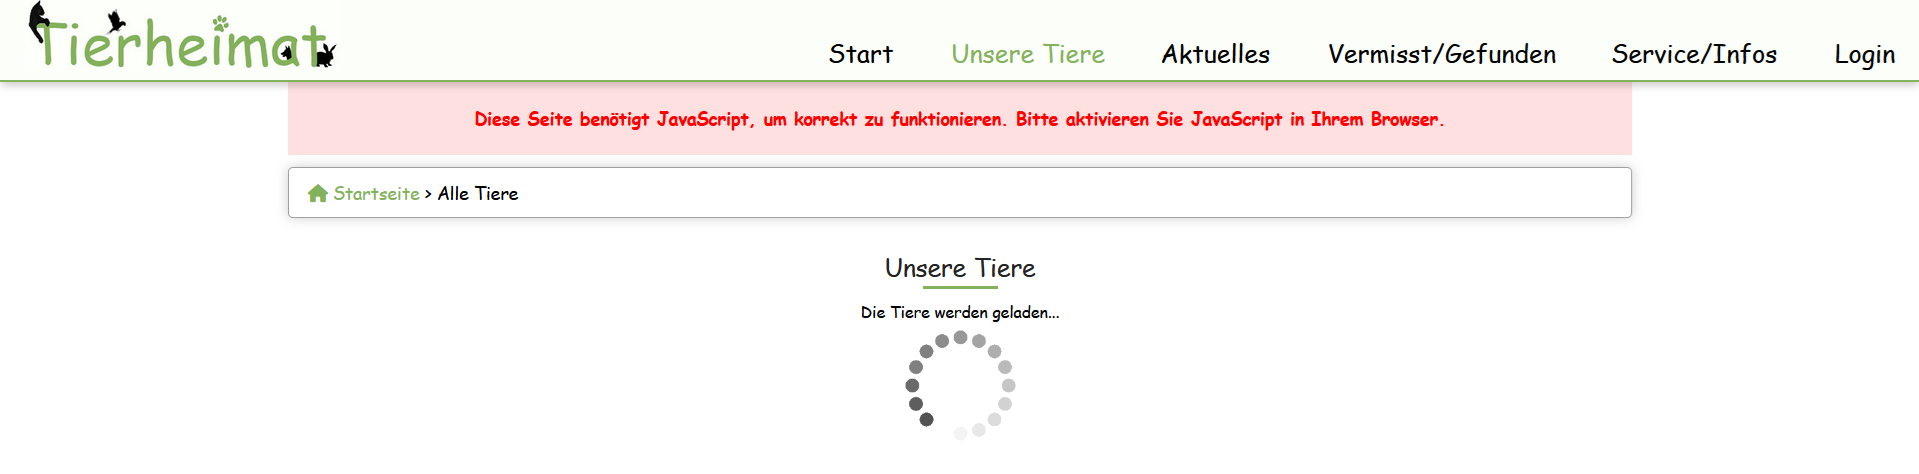 Tierheimat
Start Unsere Tiere Aktuelles Vermisst/Gefunden Service/Infos Login
Diese Seite benötigt JavaScript, um korrekt zu funktionieren. Bitte aktivieren Sie JavaScript in Ihrem Browser.
Startseite > Alle Tiere
Unsere Tiere
Die Tiere werden geladen...